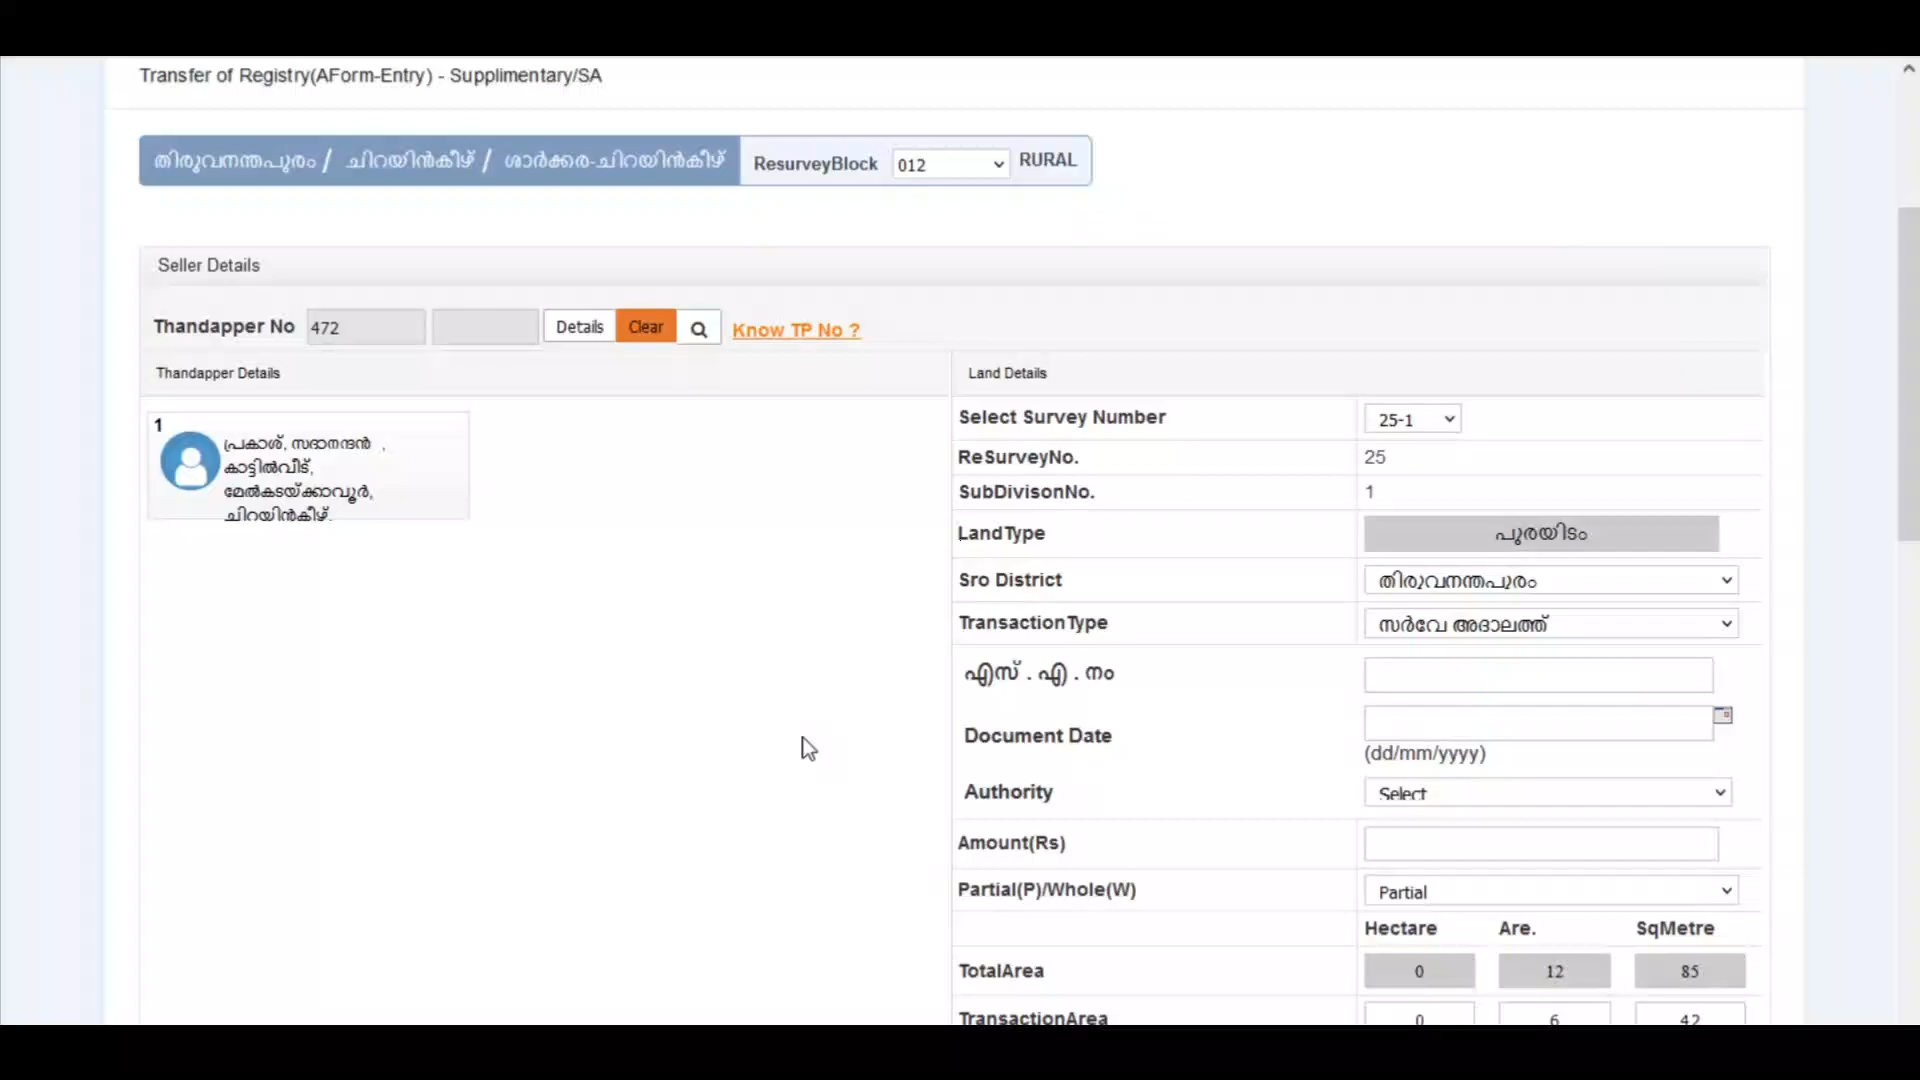 Transfer of Registry(AForm-Entry) - Supplimentary/SA
തിരുവനന്തപുരം / ചിറയിൻകീഴ് / ശാർക്കര-ചിറയിൻകീഴ് ResurveyBlock 012 RURAL
Seller Details
Thandapper No 472 Details Clear Know TP No ?
Thandapper Details
1
പ്രകാശ്, സദാനന്ദൻ ,
കാട്ടിൽവീട്,
മേൽകടയ്ക്കാവൂർ,
ചിറയിൻകീഴ്.
Land Details
Select Survey Number 25-1
ReSurveyNo. 25
SubDivisonNo. 1
LandType പുരയിടം
Sro District തിരുവനന്തപുരം
TransactionType സർവേ അദാലത്ത്
എസ് . എ . നം
Document Date
(dd/mm/yyyy)
Authority Select
Amount(Rs)
Partial(P)/Whole(W) Partial
Hectare Are. SqMetre
TotalArea 0 12 85
TransactionArea 0 6 42